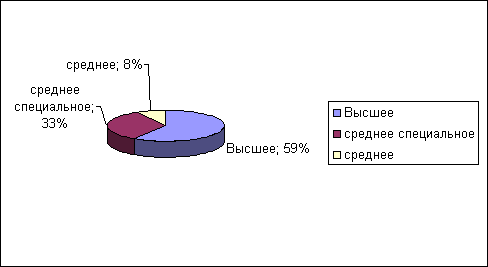 среднее; 8%
среднее
специальное;
33%
Высшее; 59%
Высшее
среднее специальное
среднее